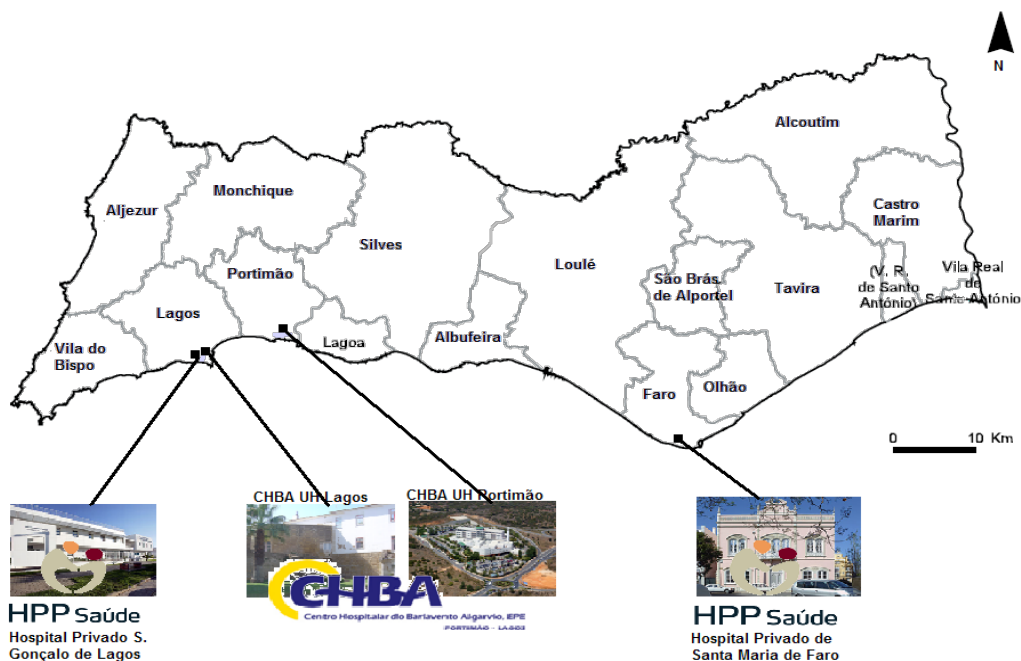 N
Alcoutim
Monchique
Aljezur
Castro
Marim
Silves
Portimão
Loulé
São Brás
de Alportel
Tavira
(V. R.
de Santo
António)
Vila Real
de
Santo António
Lagos
Lagoa
Albufeira
Vila do
Bispo
Faro
Olhão
0 10 Km
CHBA UH Lagos
CHBA UH Portimão
CHBA
Centro Hospitalar do Barlavento Algarvio, EPE
PORTIMÃO - LAGOS
HPP Saúde
Hospital Privado S.
Gonçalo de Lagos
HPP Saúde
Hospital Privado de
Santa Maria de Faro